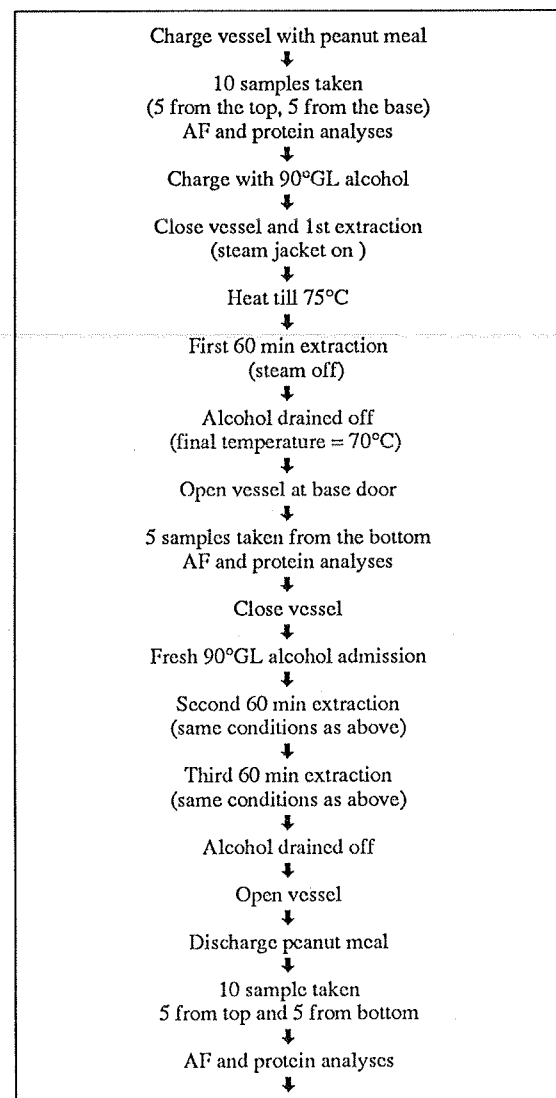 Charge vessel with peanut meal
↓
10 samples taken
(5 from the top, 5 from the base)
AF and protein analyses
↓
Charge with 90°GL alcohol
↓
Close vessel and 1st extraction
(steam jacket on )
↓
Heat till 75°C
↓
First 60 min extraction
(steam off)
↓
Alcohol drained off
(final temperature = 70°C)
↓
Open vessel at base door
↓
5 samples taken from the bottom
AF and protein analyses
↓
Close vessel
↓
Fresh 90°GL alcohol admission
↓
Second 60 min extraction
(same conditions as above)
↓
Third 60 min extraction
(same conditions as above)
↓
Alcohol drained off
↓
Open vessel
↓
Discharge peanut meal
↓
10 sample taken
5 from top and 5 from bottom
↓
AF and protein analyses
↓